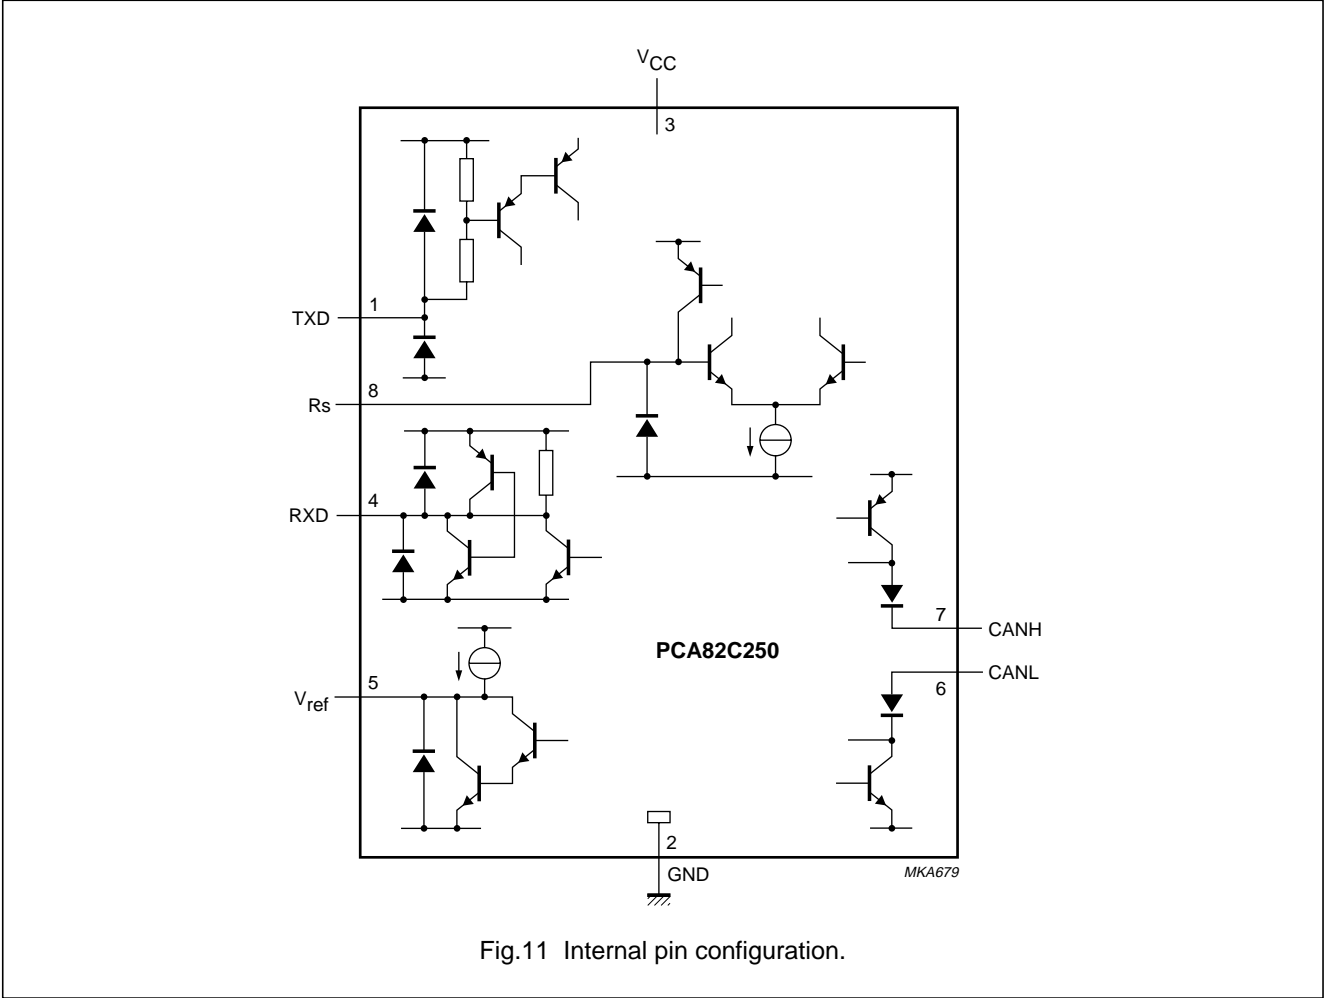 VCC
3
1
TXD
8
Rs
4
RXD
7
CANH
PCA82C250
CANL
6
5
Vref
2
GND
MKA679
Fig.11 Internal pin configuration.